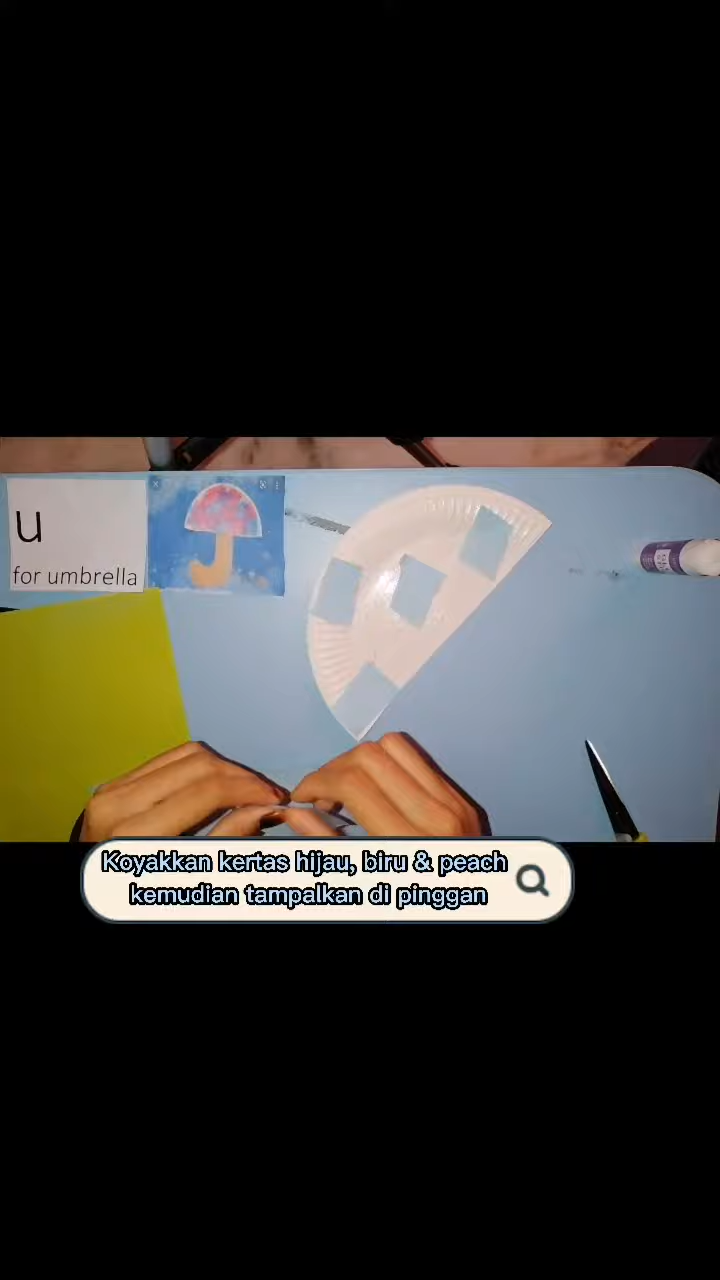 u
for umbrella
Koyakkan kertas hijau, biru & peach
kemudian tampalkan di pinggan